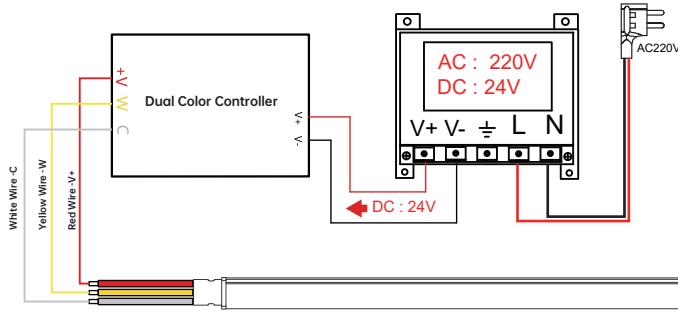 AC : 220V
DC : 24V
AC220V
V+ V- L N
Dual Color Controller
+V
W
C
V+
V-
DC : 24V
White Wire -C
Yellow Wire -W
Red Wire -V+